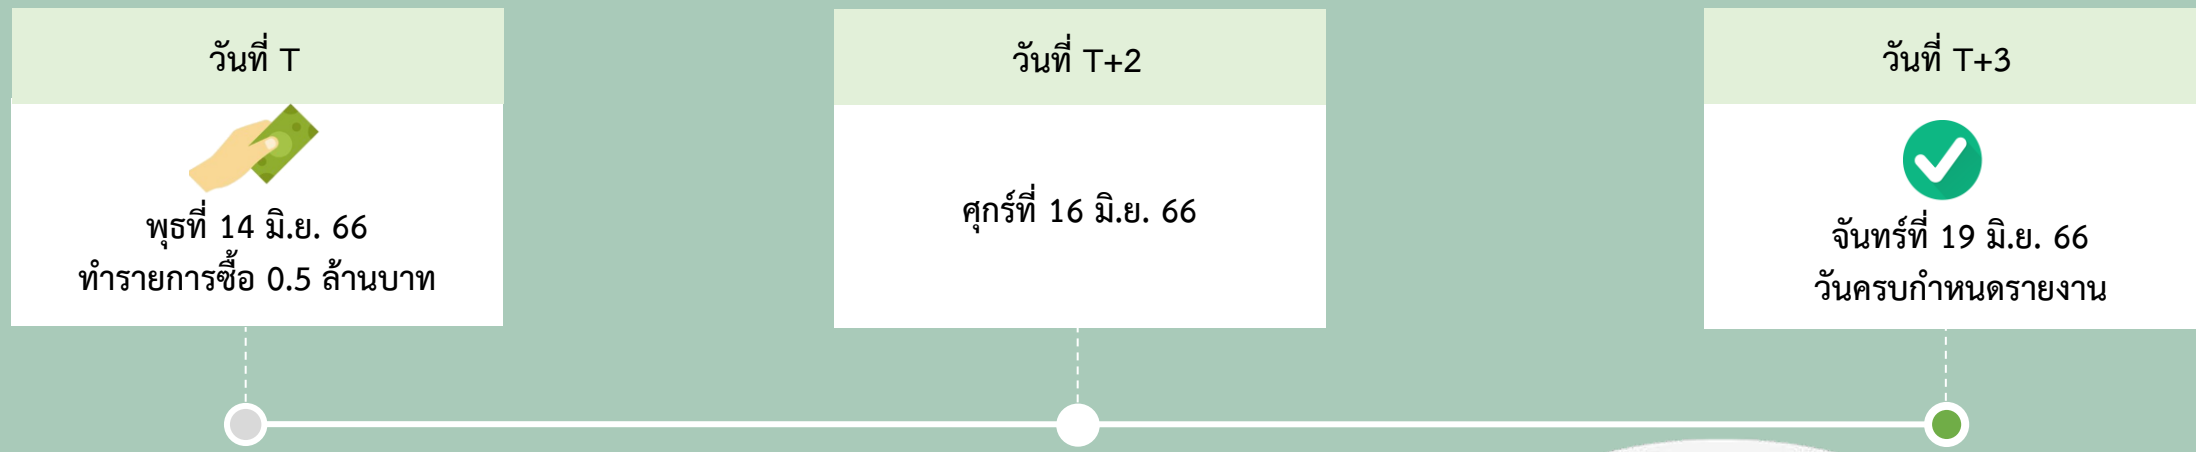 วันที่ T
พุธที่ 14 มิ.ย. 66
ทำรายการซื้อ 0.5 ล้านบาท
วันที่ T+2
ศุกร์ที่ 16 มิ.ย. 66
วันที่ T+3
จันทร์ที่ 19 มิ.ย. 66
วันครบกำหนดรายงาน